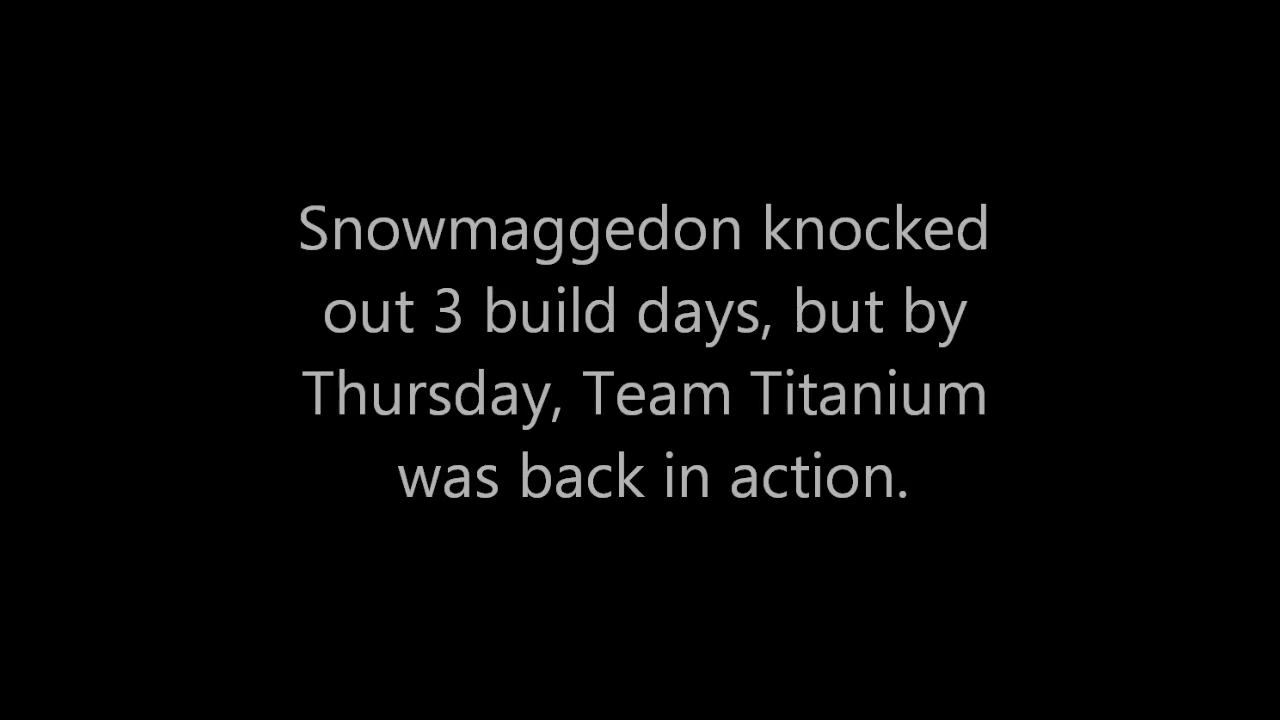 Snowmaggedon knocked
out 3 build days, but by
Thursday, Team Titanium
was back in action.